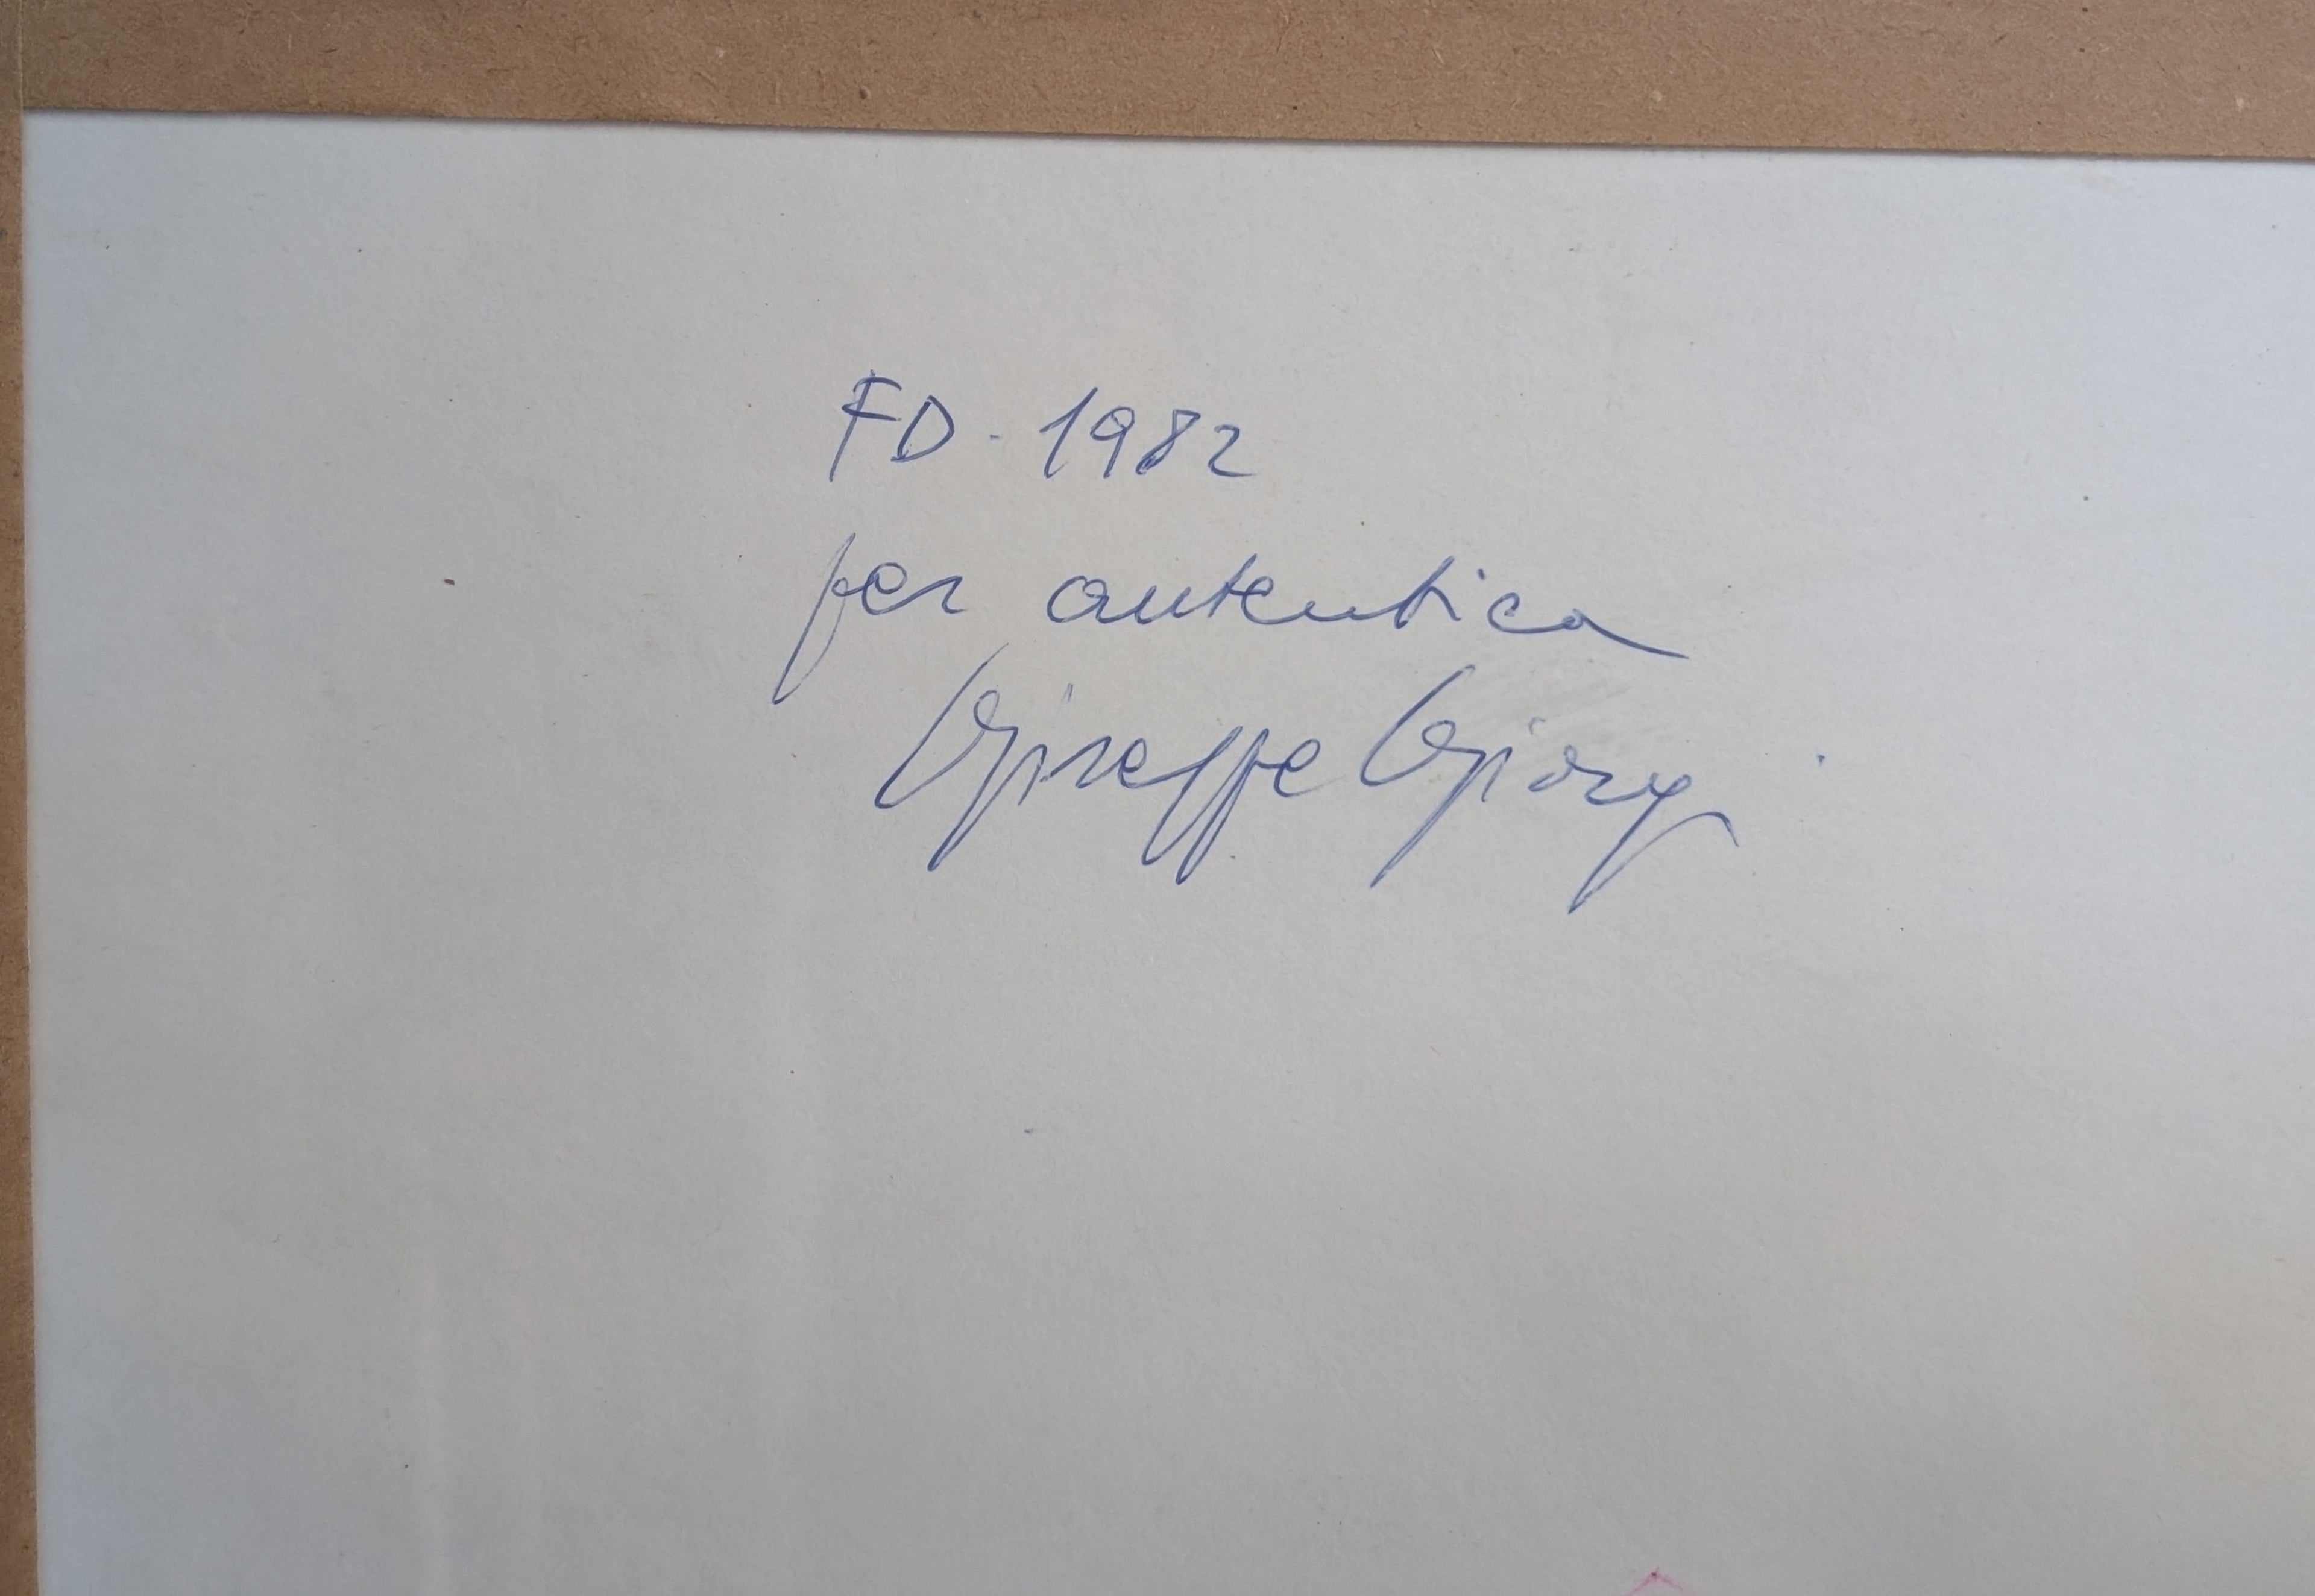 FD. 1982
per autentica
Giuseppe Giorgi